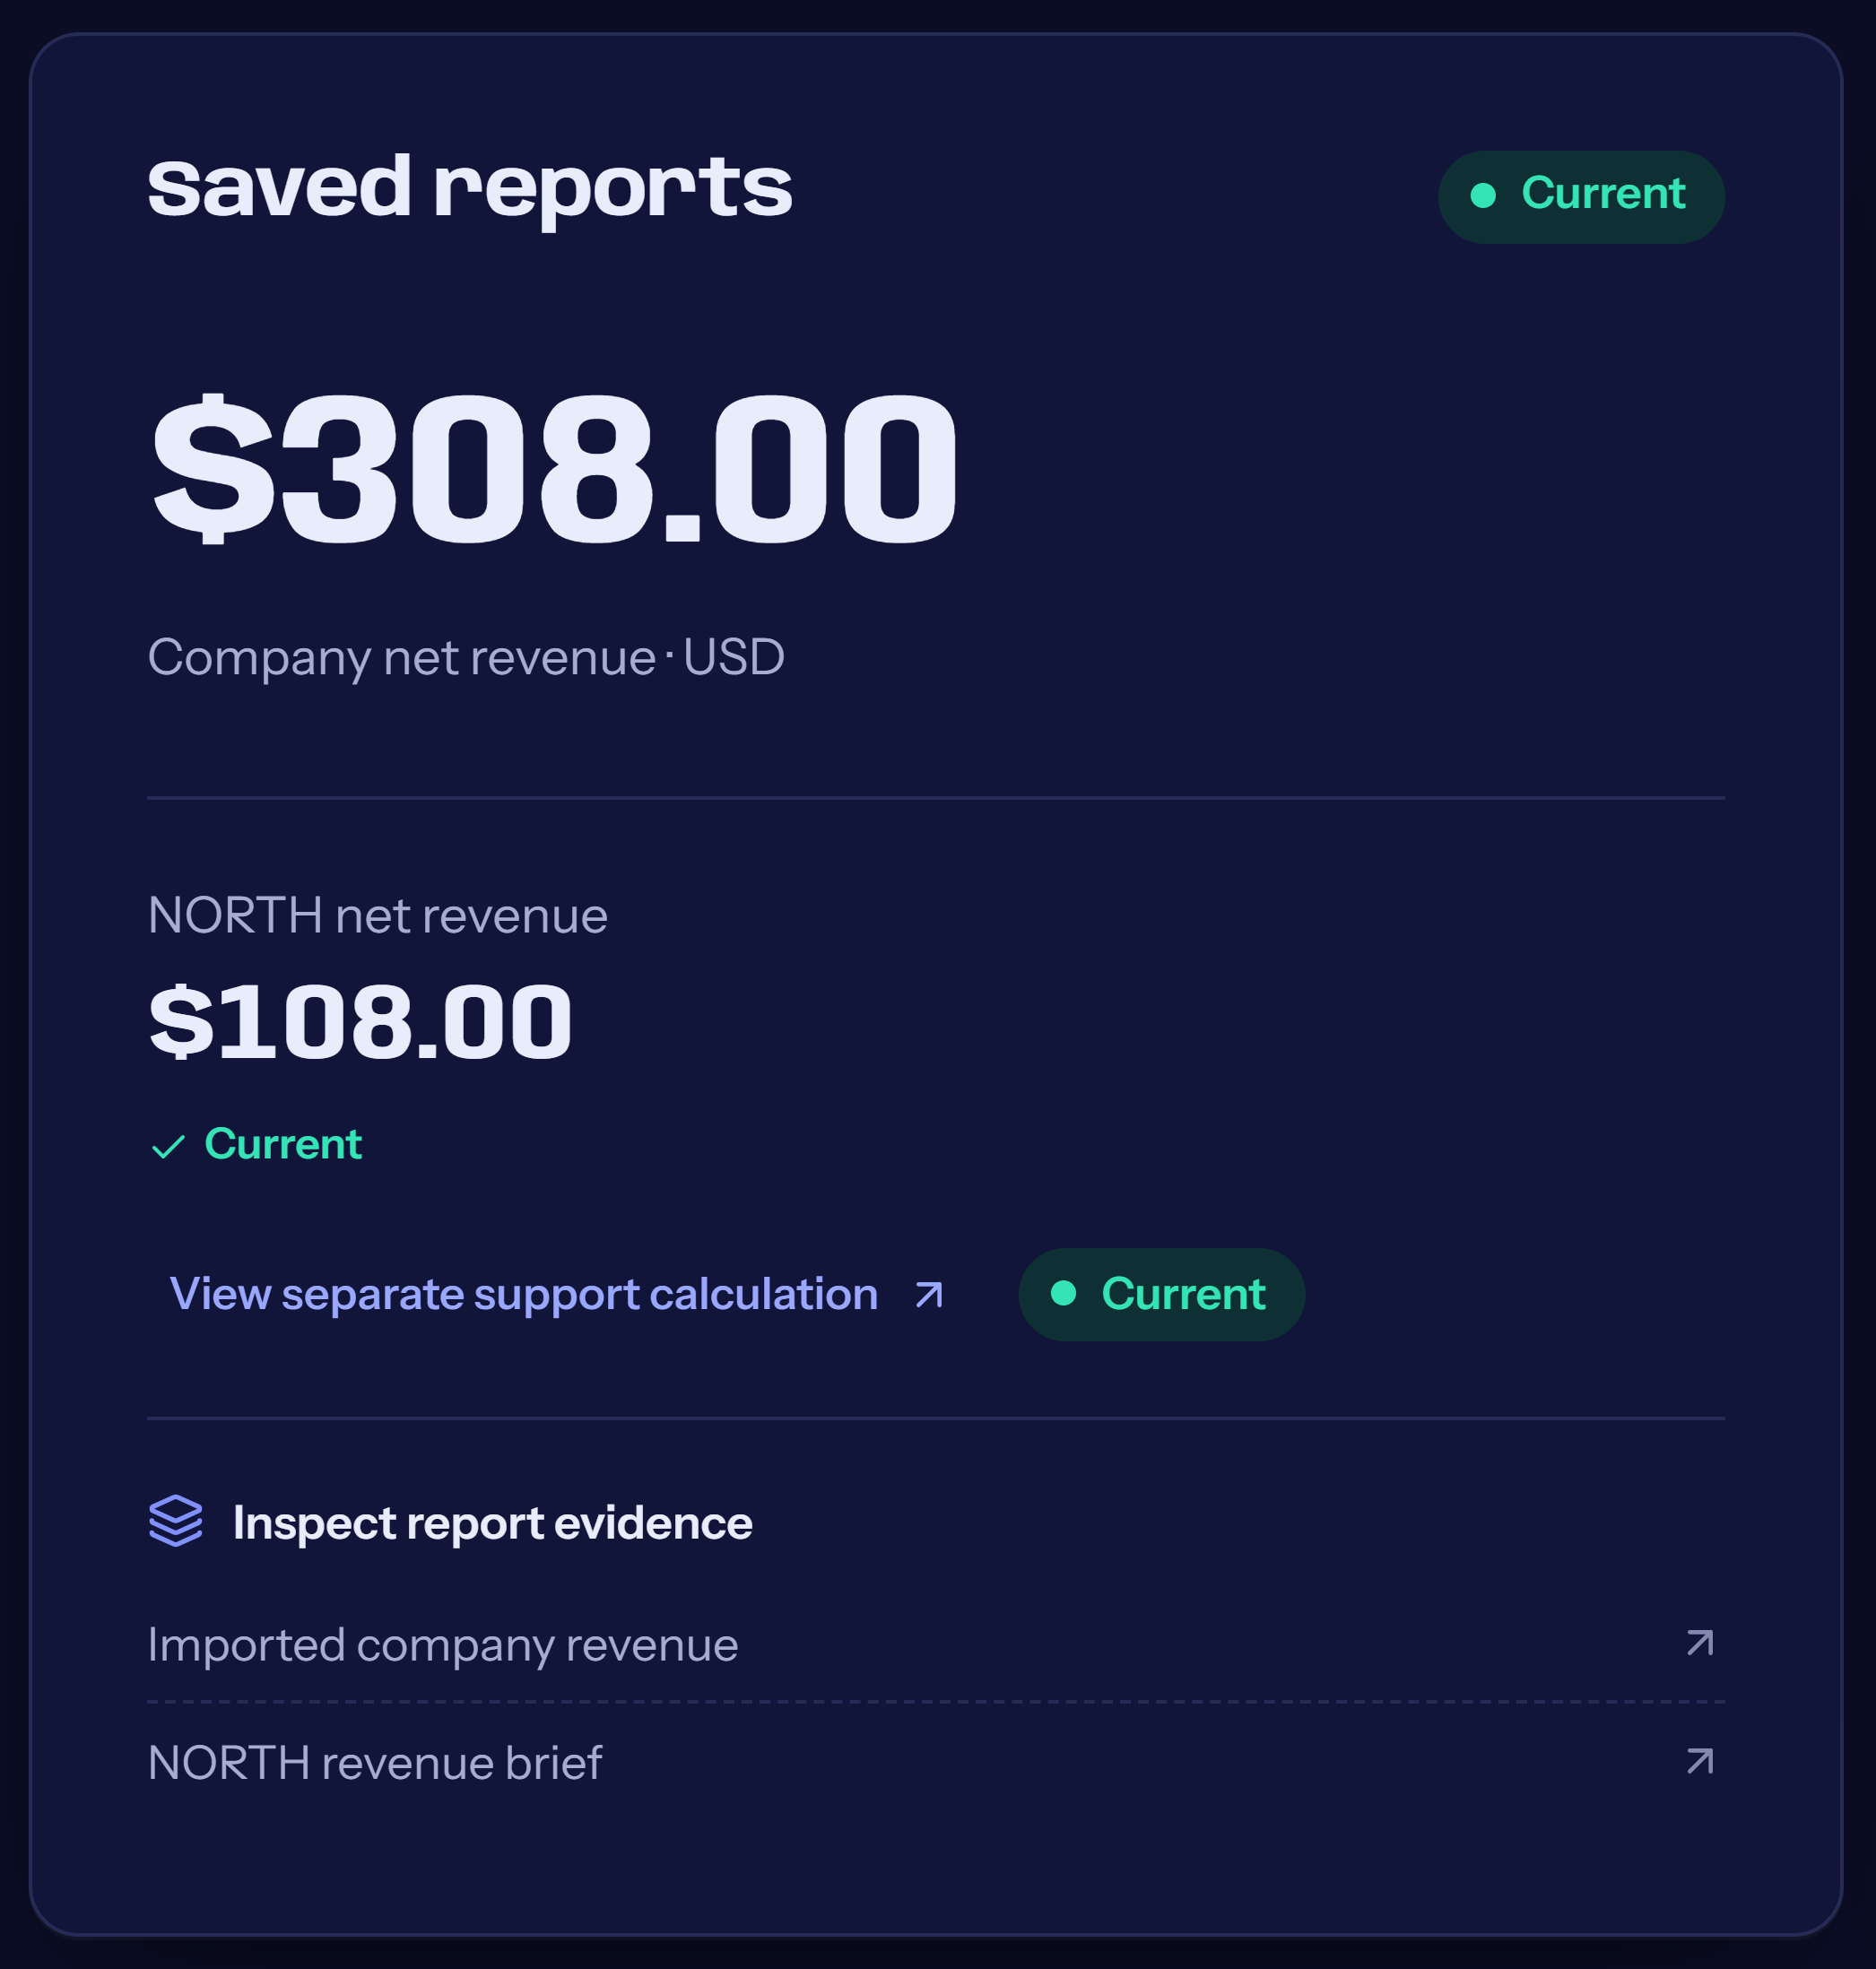 Saved reports
Current
$308.00
Company net revenue · USD
NORTH net revenue
$108.00
Current
View separate support calculation
Current
Inspect report evidence
Imported company revenue
NORTH revenue brief